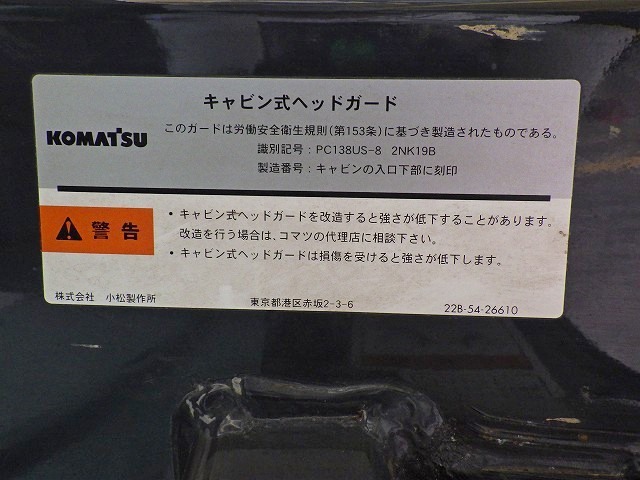 キャビン式ヘッドガード
KOMATSU
このガードは労働安全衛生規則(第153条)に基づき製造されたものである。
識別記号：PC138US-8 2NK19B
製造番号：キャビンの入口下部に刻印
警告
・キャビン式ヘッドガードを改造すると強さが低下することがあります。
改造を行う場合は、コマツの代理店に相談下さい。
・キャビン式ヘッドガードは損傷を受けると強さが低下します。
株式会社 小松製作所
東京都港区赤坂2-3-6
22B-54-26610